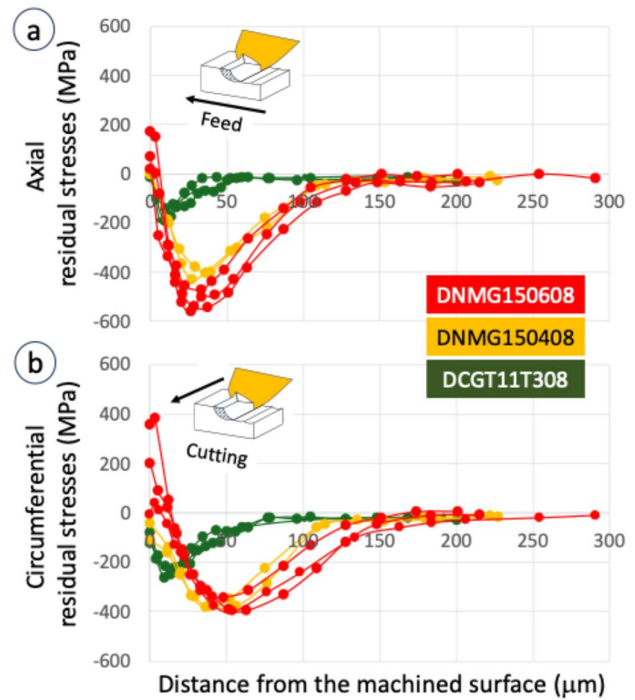 a
600
400
200
0
-200
-400
-600
Axial
residual stresses (MPa)
Feed
50
100
150
200
250
300
DNMG150608
DNMG150408
DCGT11T308
b
600
400
200
0
-200
-400
-600
Circumferential
residual stresses (MPa)
Cutting
0
50
100
150
200
250
300
Distance from the machined surface (μm)